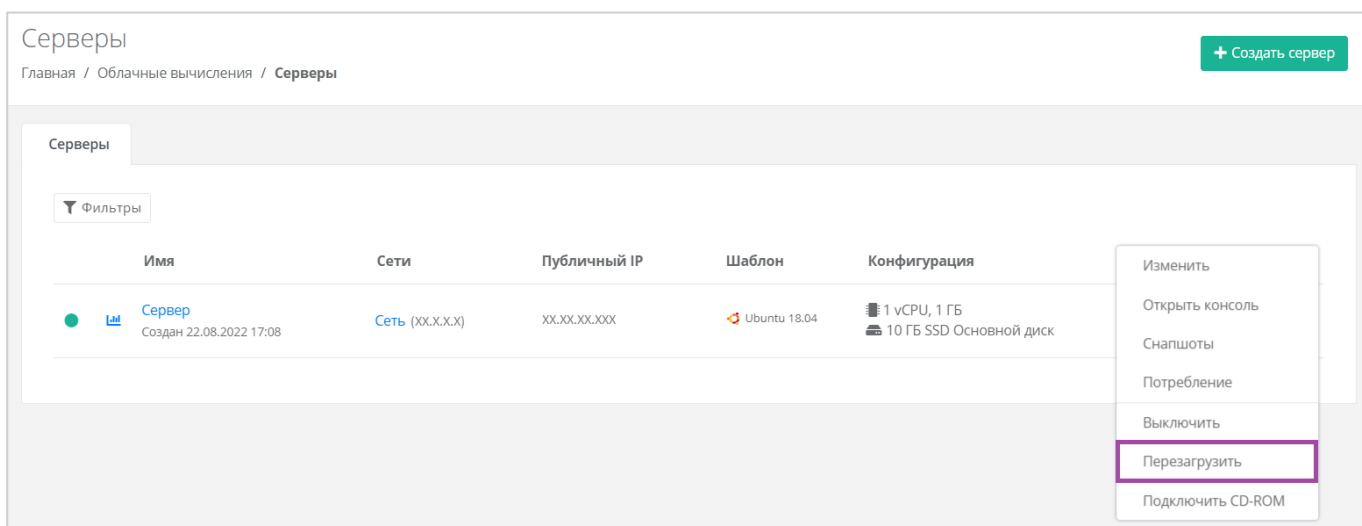 Серверы
Главная / Облачные вычисления / Серверы
+ Создать сервер
Серверы
Фильтры
Имя Сети Публичный IP Шаблон Конфигурация
Сервер
Создан 22.08.2022 17:08
Сеть (XX.X.X.X)
XX.XX.XX.XXX
Ubuntu 18.04
1 vCPU, 1 ГБ
10 ГБ SSD Основной диск
Изменить
Открыть консоль
Снапшоты
Потребление
Выключить
Перезагрузить
Подключить CD-ROM